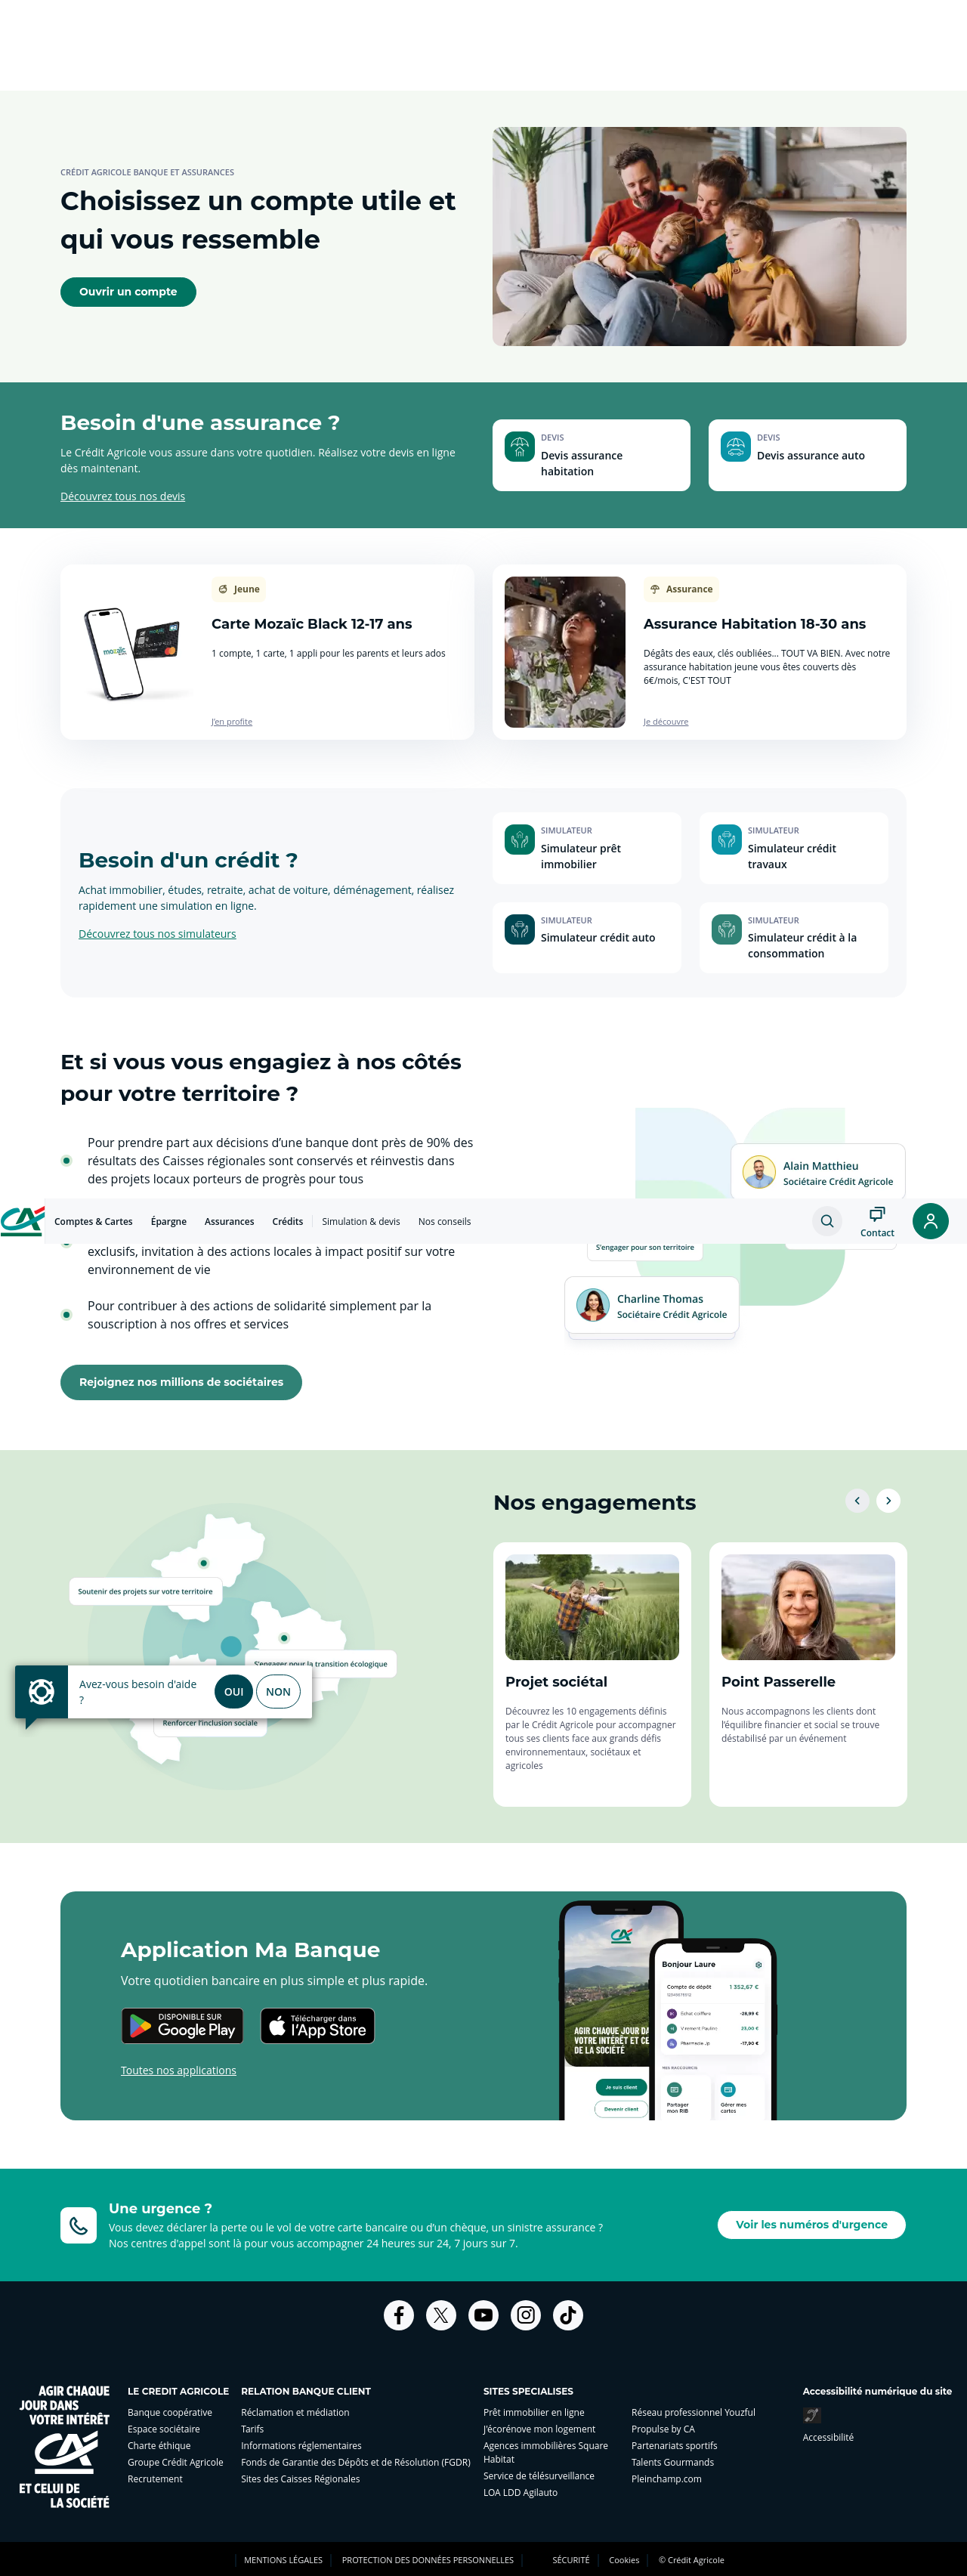 CRÉDIT AGRICOLE BANQUE ET ASSURANCES
Choisissez un compte utile et
qui vous ressemble
Ouvrir un compte
Besoin d'une assurance ?
Le Crédit Agricole vous assure dans votre quotidien. Réalisez votre devis en ligne
dès maintenant.
Découvrez tous nos devis
DEVIS
Devis assurance
habitation
DEVIS
Devis assurance auto
Jeune
Carte Mozaïc Black 12-17 ans
1 compte, 1 carte, 1 appli pour les parents et leurs ados
J'en profite
Assurance
Assurance Habitation 18-30 ans
Dégâts des eaux, clés oubliées... TOUT VA BIEN. Avec notre
assurance habitation jeune vous êtes couverts dès
6€/mois, C'EST TOUT
Je découvre
Besoin d'un crédit ?
Achat immobilier, études, retraite, achat de voiture, déménagement, réalisez
rapidement une simulation en ligne.
Découvrez tous nos simulateurs
SIMULATEUR
Simulateur prêt
immobilier
SIMULATEUR
Simulateur crédit
travaux
SIMULATEUR
Simulateur crédit auto
SIMULATEUR
Simulateur crédit à la
consommation
Et si vous vous engagiez à nos côtés
pour votre territoire ?
Pour prendre part aux décisions d'une banque dont près de 90% des
résultats des Caisses régionales sont conservés et réinvestis dans
des projets locaux porteurs de progrès pour tous
Alain Matthieu
Sociétaire Crédit Agricole
CA
Comptes & Cartes
Épargne
Assurances
Crédits
Simulation & devis
Nos conseils
Contact
exclusifs, invitation à des actions locales à impact positif sur votre
environnement de vie
S'engager pour son territoire
Charline Thomas
Sociétaire Crédit Agricole
Pour contribuer à des actions de solidarité simplement par la
souscription à nos offres et services
Rejoignez nos millions de sociétaires
Soutenir des projets sur votre territoire
S'engager pour la transition écologique
Renforcer l'inclusion sociale
Avez-vous besoin d'aide
?
OUI
NON
Nos engagements
Projet sociétal
Découvrez les 10 engagements définis
par le Crédit Agricole pour accompagner
tous ses clients face aux grands défis
environnementaux, sociétaux et
agricoles
Point Passerelle
Nous accompagnons les clients dont
l'équilibre financier et social se trouve
déstabilisé par un événement
Application Ma Banque
Votre quotidien bancaire en plus simple et plus rapide.
DISPONIBLE SUR
Google Play
Télécharger dans
l'App Store
Toutes nos applications
CA
AGIR CHAQUE JOUR DA
VOTRE INTÉRÊT ET CE
DE LA SOCIÉTÉ
Je suis client
Devenir client
Bonjour Laure
Compte de dépôt
1 352,67 €
Achat coiffure
-28,99 €
Virement Pauline
25,00 €
Pharmacie Jp
-17,90 €
Partager
mon RIB
Gérer mes
cartes
Une urgence ?
Vous devez déclarer la perte ou le vol de votre carte bancaire ou d'un chèque, un sinistre assurance ?
Nos centres d'appel sont là pour vous accompagner 24 heures sur 24, 7 jours sur 7.
Voir les numéros d'urgence
AGIR CHAQUE
JOUR DANS
VOTRE INTÉRÊT
CA
ET CELUI DE
LA SOCIÉTÉ
LE CREDIT AGRICOLE
Banque coopérative
Espace sociétaire
Charte éthique
Groupe Crédit Agricole
Recrutement
RELATION BANQUE CLIENT
Réclamation et médiation
Tarifs
Informations réglementaires
Fonds de Garantie des Dépôts et de Résolution (FGDR)
Sites des Caisses Régionales
SITES SPECIALISES
Prêt immobilier en ligne
J'écorénove mon logement
Agences immobilières Square
Habitat
Service de télésurveillance
LOA LDD Agilauto
Réseau professionnel Youzful
Propulse by CA
Partenariats sportifs
Talents Gourmands
Pleinchamp.com
Accessibilité numérique du site
Accessibilité
MENTIONS LÉGALES
PROTECTION DES DONNÉES PERSONNELLES
SÉCURITÉ
Cookies
© Crédit Agricole